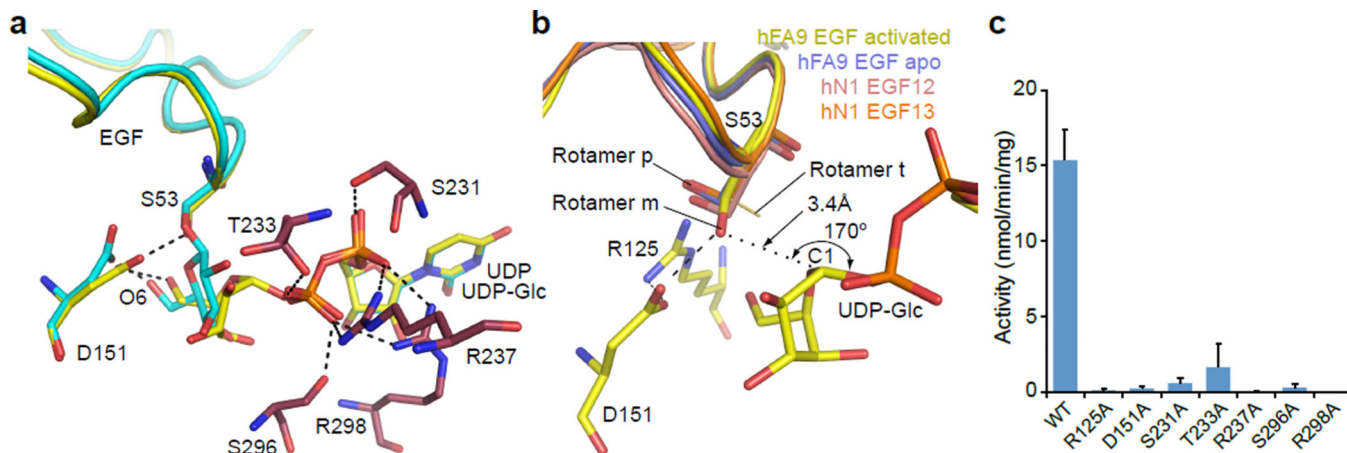 a
EGF
S53
S231
T233
UDP
UDP-Glc
O6
D151
R237
R298
S296
b
hFA9 EGF activated
hFA9 EGF apo
hN1 EGF12
hN1 EGF13
S53
Rotamer p
Rotamer t
Rotamer m
3.4Å
170º
R125
C1
UDP-Glc
D151
c
Activity (nmol/min/mg)
20
15
10
5
0
WT
R125A
D151A
S231A
T233A
R237A
S296A
R298A